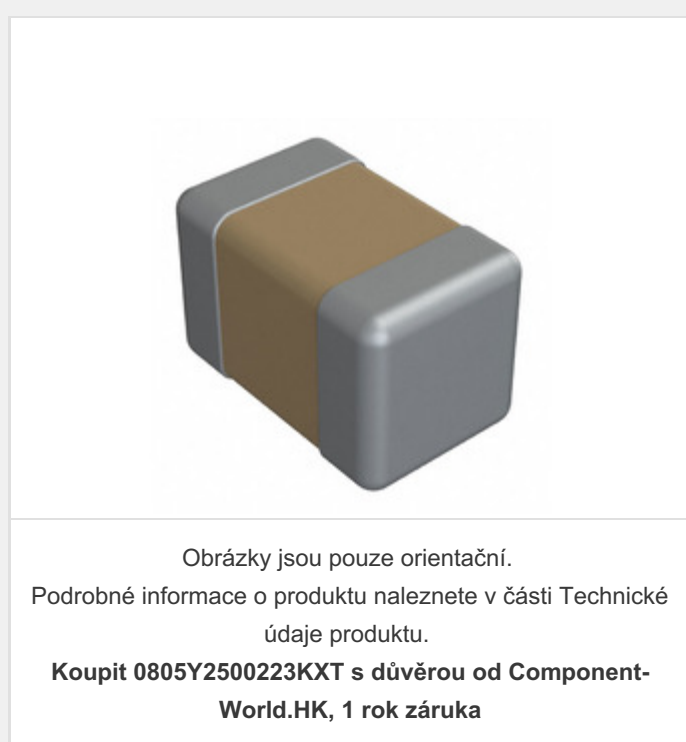 Obrázky jsou pouze orientační.
Podrobné informace o produktu naleznete v části Technické
údaje produktu.
Koupit 0805Y2500223KXT s důvěrou od Component-
World.HK, 1 rok záruka